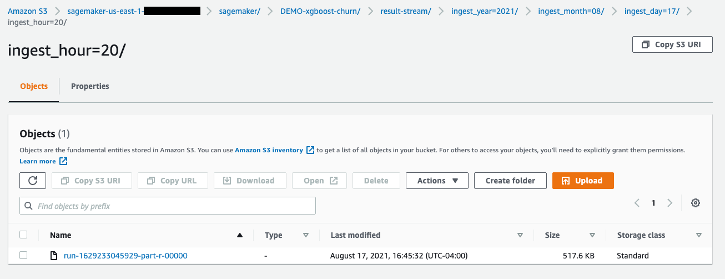 Amazon S3 > sagemaker-us-east-1- > sagemaker/ > DEMO-xgboost-churn/ > result-stream/ > ingest_year=2021/ > ingest_month=08/ > ingest_day=17/ >
ingest_hour=20/
ingest_hour=20/
Copy S3 URI
Objects Properties
Objects (1)
Objects are the fundamental entities stored in Amazon S3. You can use Amazon S3 inventory to get a list of all objects in your bucket. For others to access your objects, you'll need to explicitly grant them permissions.
Learn more
Copy S3 URI Copy URL Download Open Delete Actions Create folder Upload
Find objects by prefix
< 1 >
Name Type Last modified Size Storage class
run-1629233045929-part-r-00000 - August 17, 2021, 16:45:32 (UTC-04:00) 517.6 KB Standard